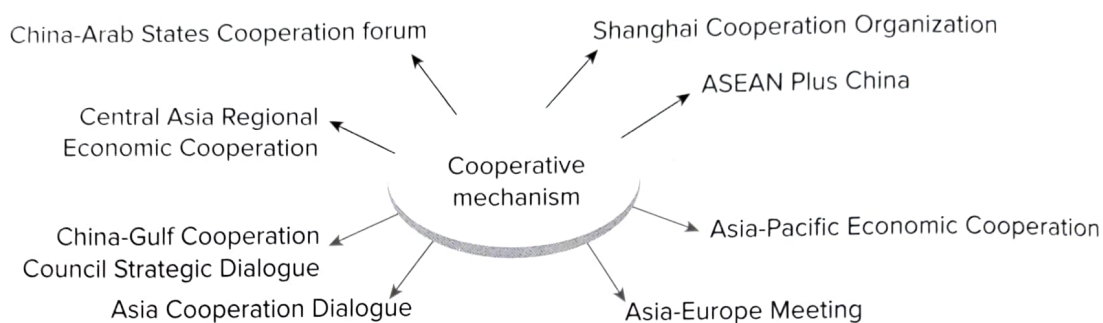 China-Arab States Cooperation forum
Shanghai Cooperation Organization
ASEAN Plus China
Central Asia Regional
Economic Cooperation
Cooperative
mechanism
China-Gulf Cooperation
Council Strategic Dialogue
Asia-Pacific Economic Cooperation
Asia Cooperation Dialogue
Asia-Europe Meeting